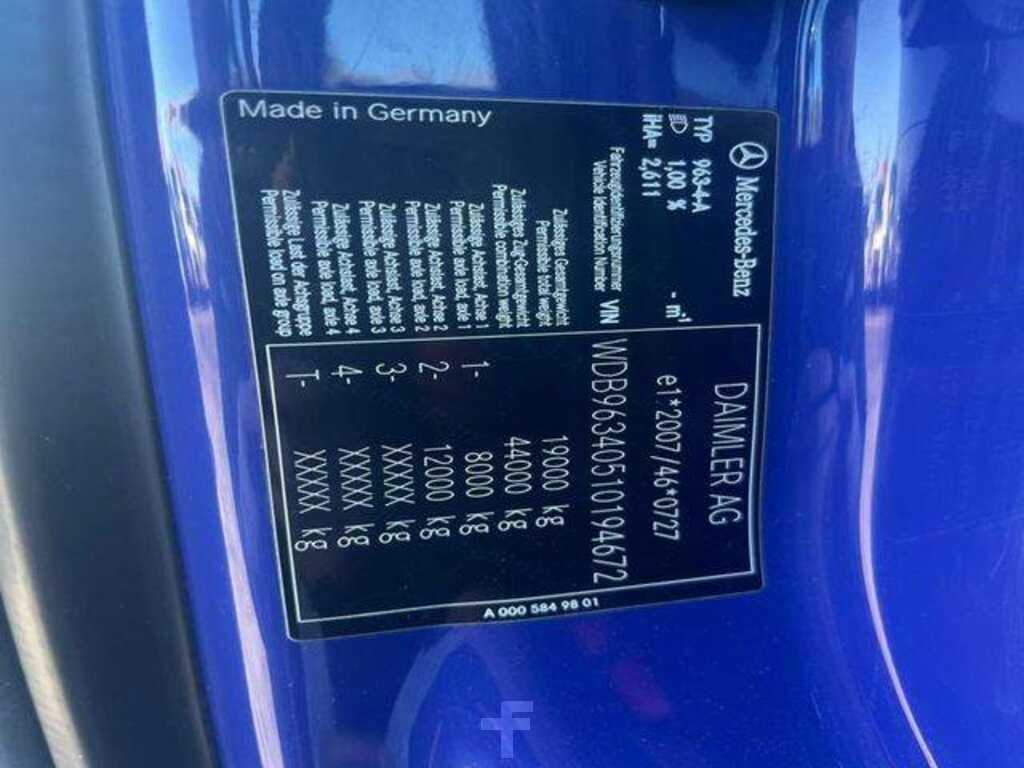 Mercedes-Benz
TYP 963-4-A
1,00 %
- m-¹
iHA= 2,611
DAIMLER AG
e1*2007/46*0727
Fahrzeugidentifizierungsnummer
Vehicle Identification Number
VIN
WDB96340510194672
Zulässiges Gesamtgewicht
Permissible total weight
19000 kg
Zulässiges Zug-Gesamtgewicht
Permissible combination weight
44000 kg
Zulässige Achslast, Achse 1
Permissible axle load, axle 1
1- 8000 kg
Zulässige Achslast, Achse 2
Permissible axle load, axle 2
2- 12000 kg
Zulässige Achslast, Achse 3
Permissible axle load, axle 3
3- XXXXX kg
Zulässige Achslast, Achse 4
Permissible axle load, axle 4
4- XXXXX kg
Zulässige Last der Achsgruppe
Permissible load on axle group
T- XXXXX kg
Made in Germany
A 000 584 98 01